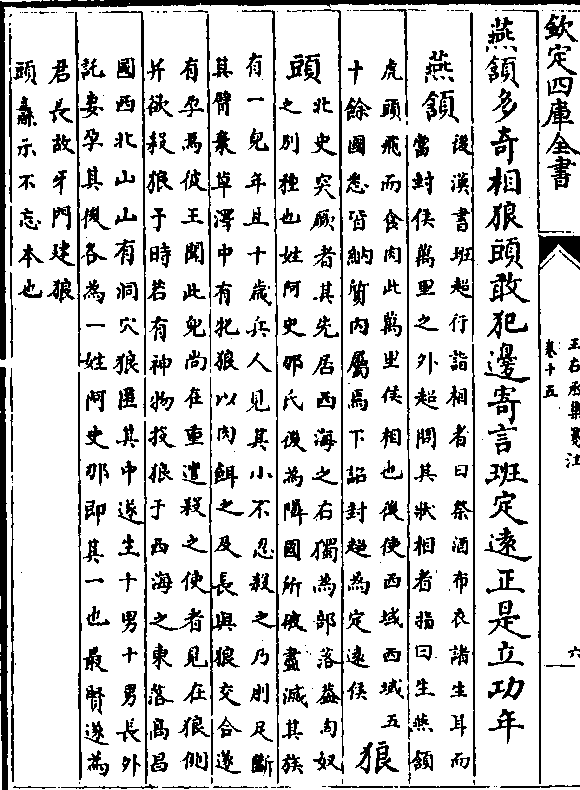 欽定四庫全書
王右丞集箋注
卷十五
六
燕頷多奇相狼頭敢犯邊寄言班定遠正是立功年
燕頷
後漢書班超行詣相者曰祭酒布衣諸生耳而
當封侯萬里之外超問其狀相者指曰生燕頷
虎頭飛而食肉此萬里侯相也後使西域西域五
十餘國悉皆納質内屬焉下詔封超為定遠侯
狼
頭
北史突厥者其先居西海之右獨為部落葢匈奴
之别種也姓阿史那氏後為隣國所破盡滅其族
有一兒年且十歲兵人見其小不忍殺之乃刖足斷
其臂棄草澤中有牝狼以肉餌之及長與狼交合遂
有孕焉彼王聞此兒尚在重遣殺之使者見在狼側
并欲殺狼于時若有神物投狼于西海之東落髙昌
國西北山山有洞穴狼匿其中遂生十男十男長外
託妻孕其後各為一姓阿史那即其一也最賢遂為
君長故牙門建狼
頭纛示不忘本也